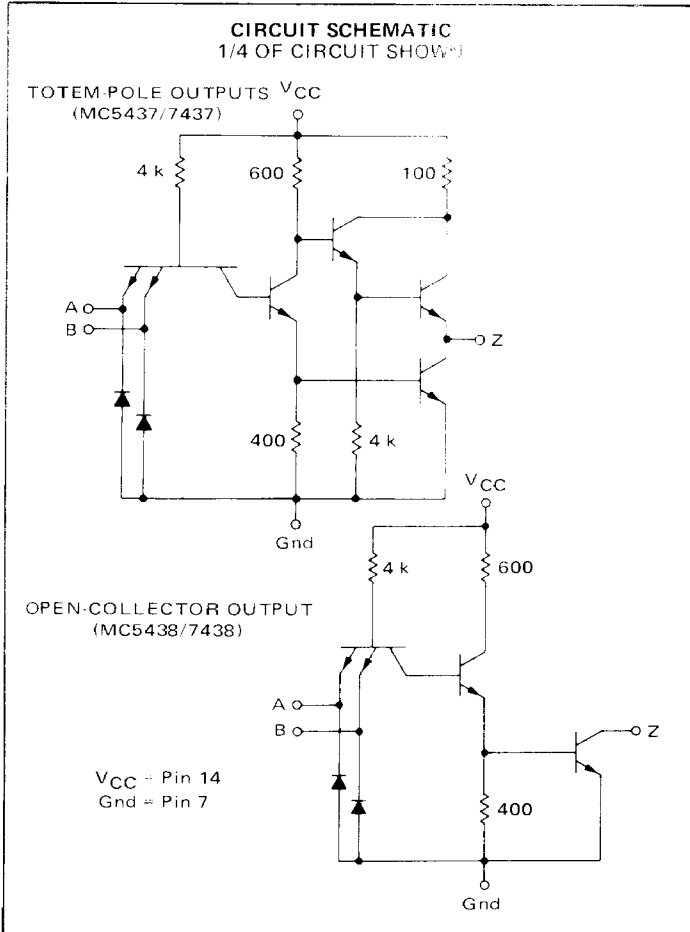 CIRCUIT SCHEMATIC
1/4 OF CIRCUIT SHOWN
TOTEM-POLE OUTPUTS
(MC5437/7437)
VCC
4 k
600
100
A
B
Z
400
4 k
Gnd
OPEN-COLLECTOR OUTPUT
(MC5438/7438)
VCC
4 k
600
A
B
Z
400
VCC = Pin 14
Gnd = Pin 7
Gnd